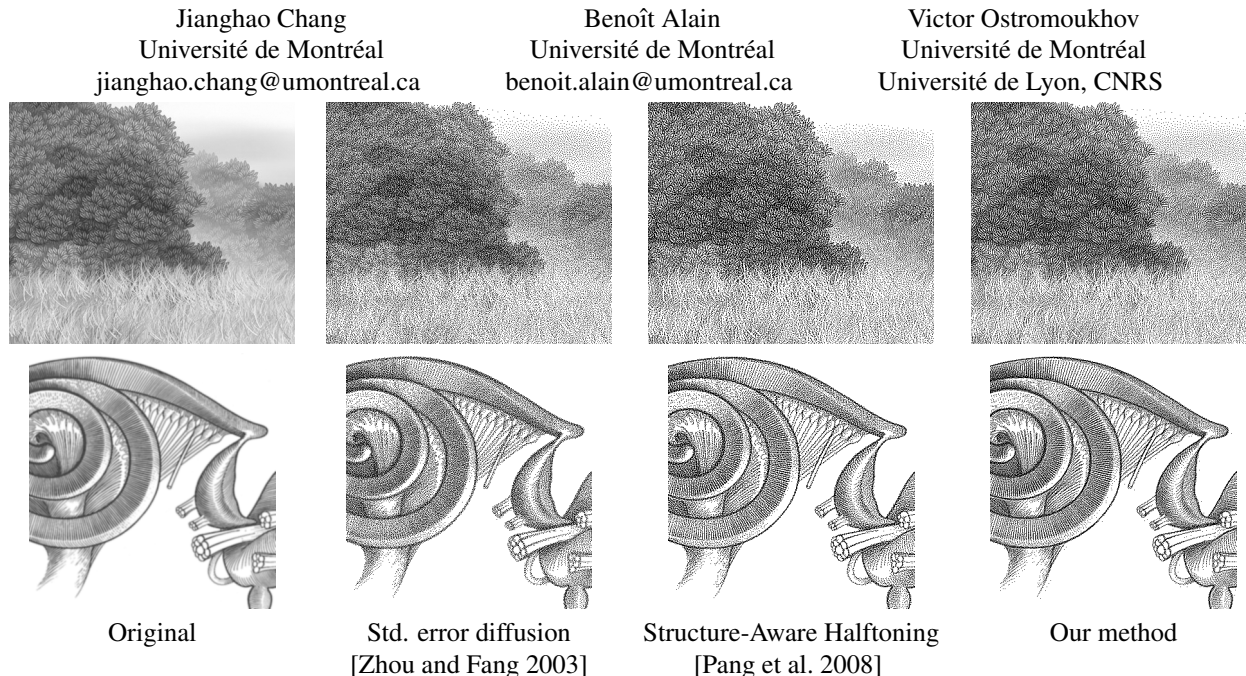 Jianghao Chang
Université de Montréal
jianghao.chang@umontreal.ca
Benoît Alain
Université de Montréal
benoit.alain@umontreal.ca
Victor Ostromoukhov
Université de Montréal
Université de Lyon, CNRS
Original
Std. error diffusion
[Zhou and Fang 2003]
Structure-Aware Halftoning
[Pang et al. 2008]
Our method